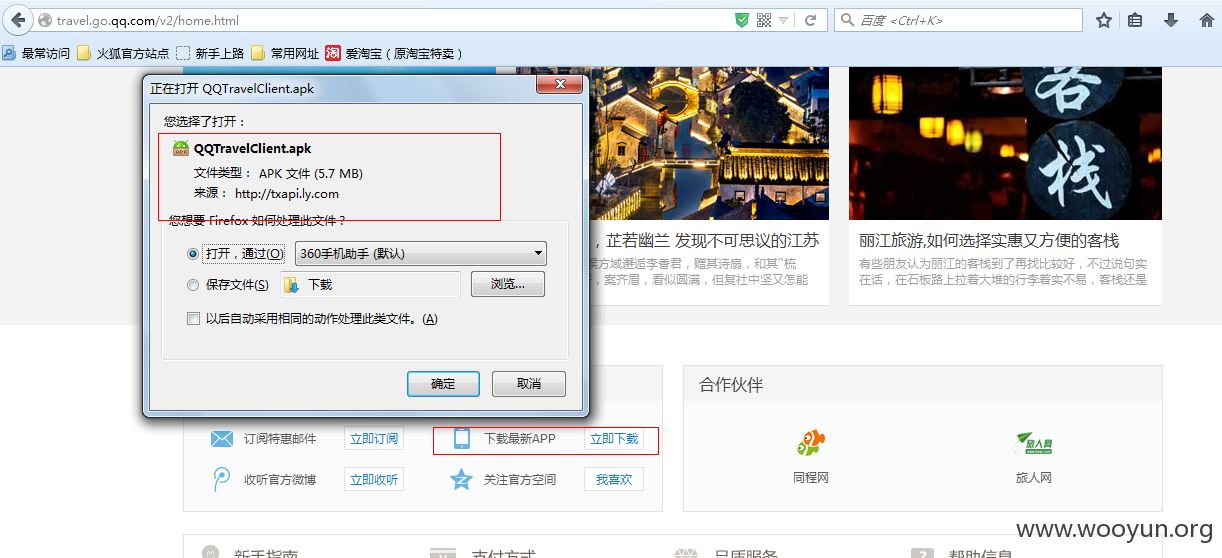 travel.go.qq.com/v2/home.html
百度 <Ctrl+K>
最常访问 火狐官方站点 新手上路 常用网址 淘 爱淘宝（原淘宝特卖）
正在打开 QQTravelClient.apk
您选择了打开：
APK QQTravelClient.apk
文件类型： APK 文件 (5.7 MB)
来源： http://txapi.ly.com
您想要 Firefox 如何处理此文件？
打开，通过(O) 360手机助手 (默认)
保存文件(S) 下载 浏览...
以后自动采用相同的动作处理此类文件。(A)
确定 取消
客栈
，芷若幽兰 发现不可思议的江苏
侯方域邂逅李香君，赠其诗扇，和其“梳
，案齐眉，看似圆满，但复社中坚又怎能
丽江旅游,如何选择实惠又方便的客栈
有些朋友认为丽江的客栈到了再找比较好，不过说句实
在话，在石板路上拉着大堆的行李着实不易，客栈还是
订阅特惠邮件 立即订阅 下载最新APP 立即下载
收听官方微博 立即收听 关注官方空间 我喜欢
合作伙伴
旅人网
同程网 旅人网
www.wooyun.org
新手指南 支付方式 品质服务 帮助信息